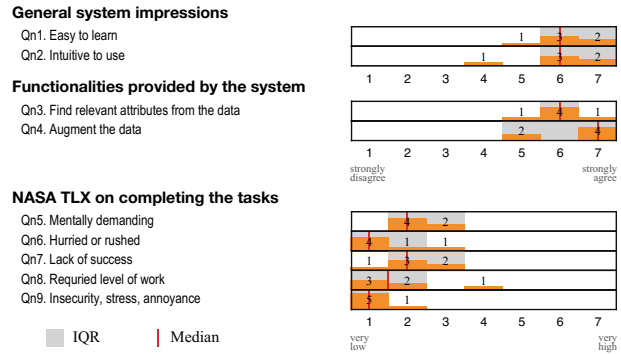 General system impressions
Qn1. Easy to learn 1 3 2
Qn2. Intuitive to use 1 3 2
1 2 3 4 5 6 7
Functionalities provided by the system
Qn3. Find relevant attributes from the data 1 4 1
Qn4. Augment the data 2 4
1 2 3 4 5 6 7
strongly disagree strongly agree
NASA TLX on completing the tasks
Qn5. Mentally demanding 4 2
Qn6. Hurried or rushed 4 1 1
Qn7. Lack of success 1 3 2
Qn8. Requried level of work 3 2 1
Qn9. Insecurity, stress, annoyance 5 1
1 2 3 4 5 6 7
very low very high
IQR Median